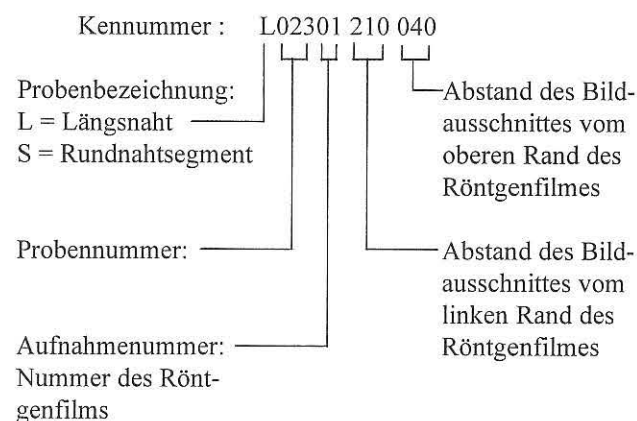 Kennummer : L02301 210 040
Probenbezeichnung:
L = Längsnaht
S = Rundnahtsegment
Abstand des Bild-
ausschnittes vom
oberen Rand des
Röntgenfilmes
Probennummer:
Abstand des Bild-
ausschnittes vom
linken Rand des
Röntgenfilmes
Aufnahmenummer:
Nummer des Rönt-
genfilms